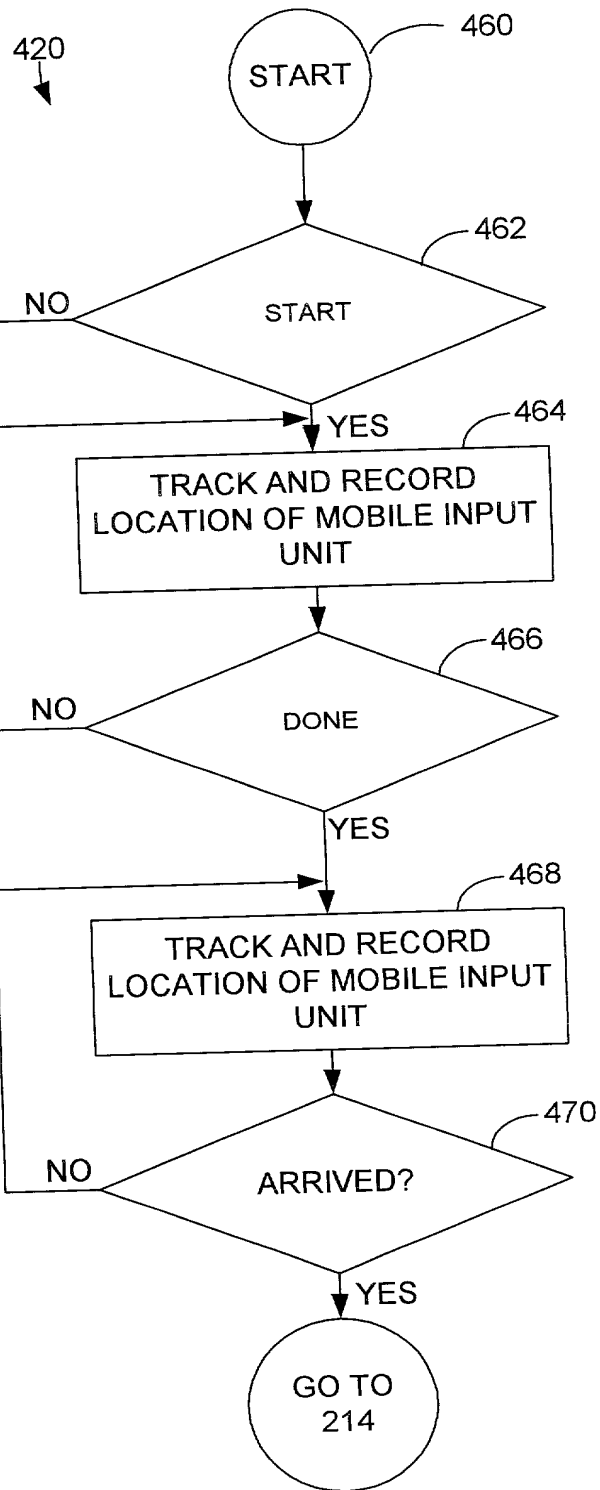 420
460
START
462
START
NO
YES
464
TRACK AND RECORD
LOCATION OF MOBILE INPUT
UNIT
466
DONE
NO
YES
468
TRACK AND RECORD
LOCATION OF MOBILE INPUT
UNIT
470
ARRIVED?
NO
YES
GO TO
214